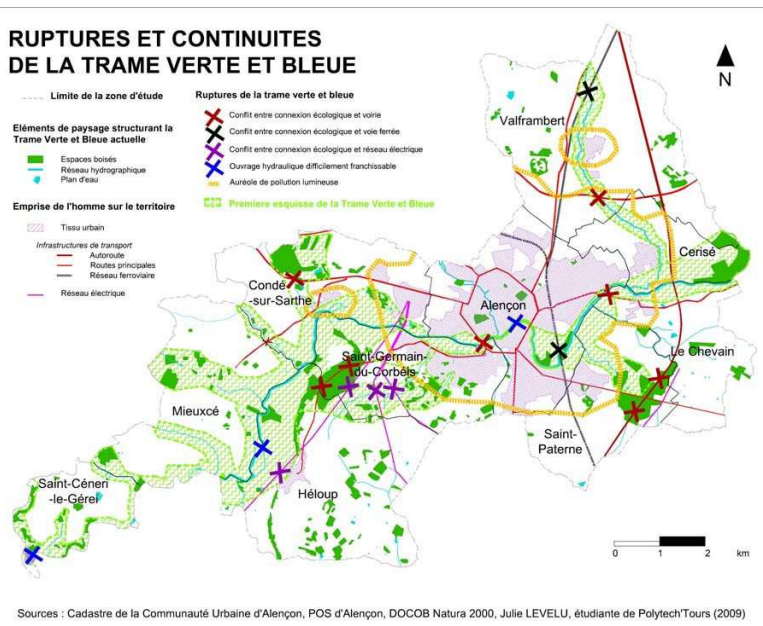 RUPTURES ET CONTINUITES
DE LA TRAME VERTE ET BLEUE
Limite de la zone d'étude
Eléments de paysage structurant la
Trame Verte et Bleue actuelle
Espaces boisés
Réseau hydrographique
Plan d'eau
Emprise de l'homme sur le territoire
Tissu urbain
Infrastructures de transport
Autoroute
Routes principales
Réseau ferroviaire
Réseau électrique
Ruptures de la trame verte et bleue
Conflit entre connexion écologique et voirie
Conflit entre connexion écologique et voie ferrée
Conflit entre connexion écologique et réseau électrique
Ouvrage hydraulique difficilement franchissable
Auréole de pollution lumineuse
Premiere esquisse de la Trame Verte et Bleue
N
Valframbert
Cerisé
Condé
-sur-Sarthe
Alençon
Le Chevain
Saint-Germain-
du-Corbéis
Mieuxcé
Saint-
Paterne
Saint-Céneri
-le-Gérei
Héloup
0 1 2 km
Sources : Cadastre de la Communauté Urbaine d'Alençon, POS d'Alençon, DOCOB Natura 2000, Julie LEVELU, étudiante de Polytech'Tours (2009)